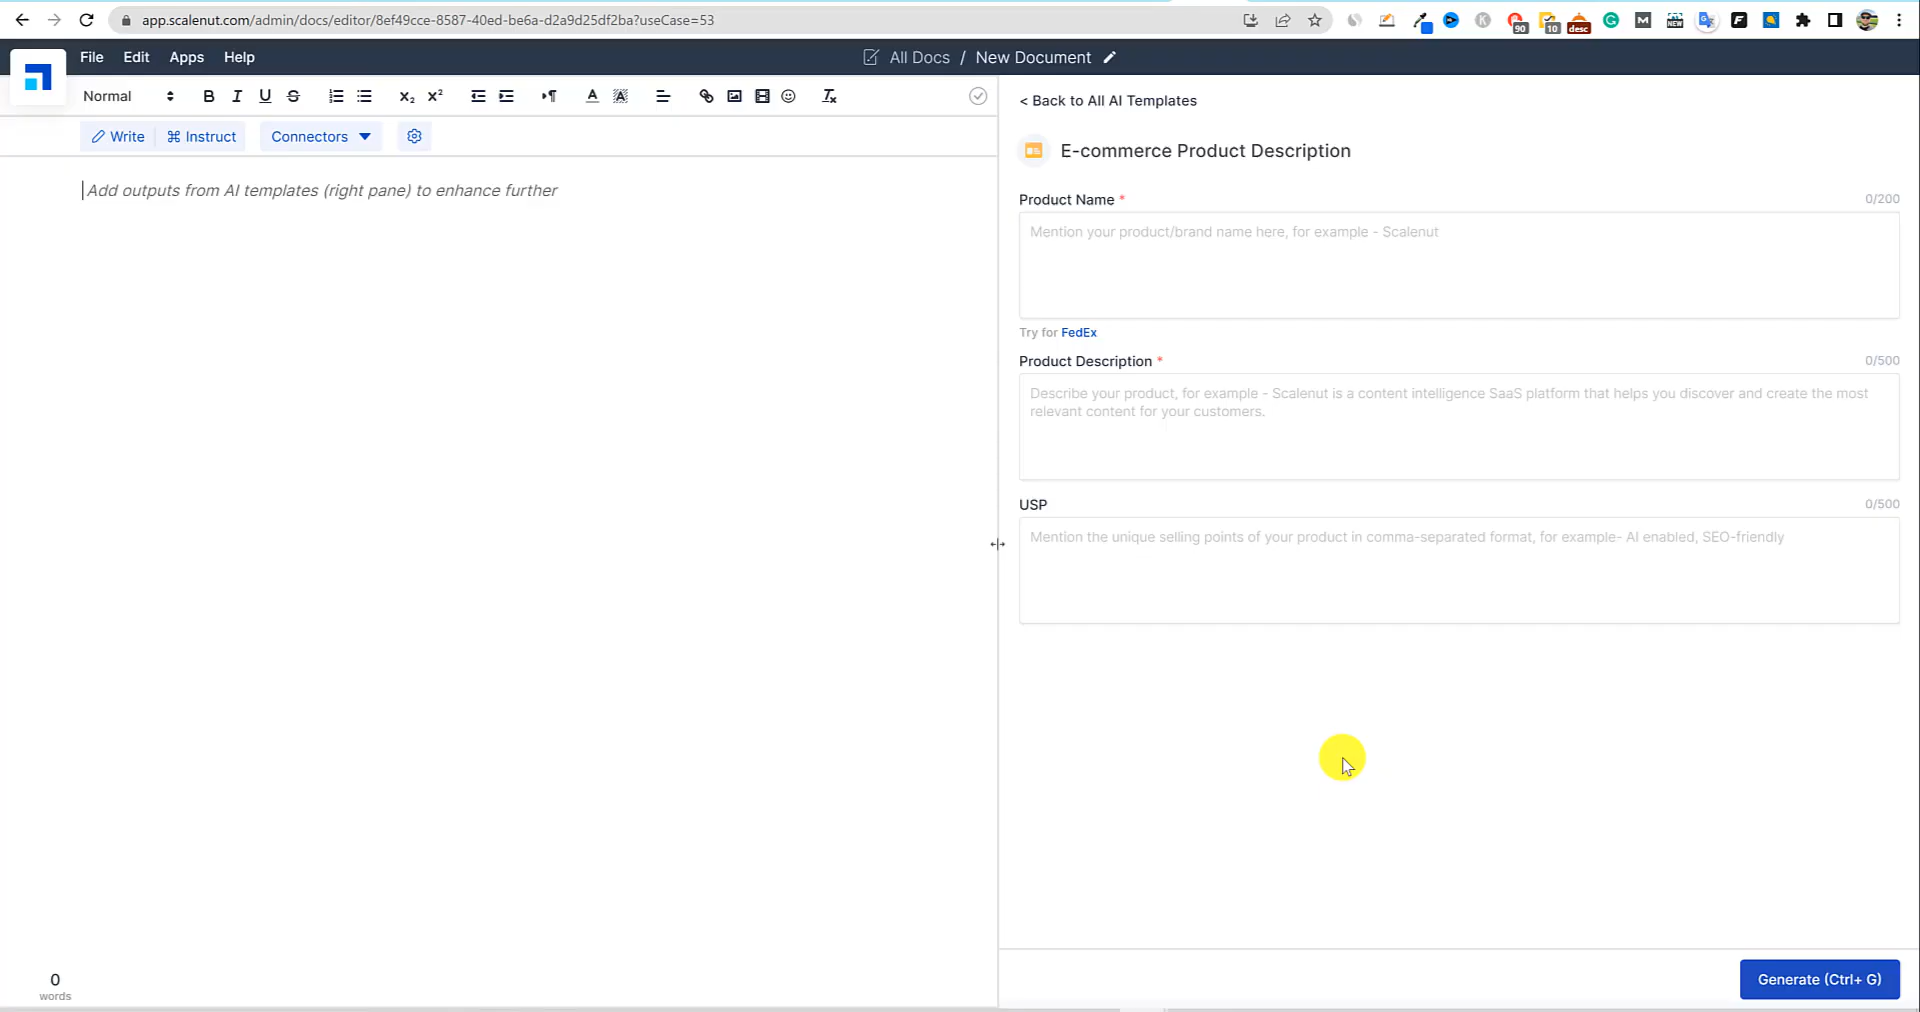 app.scalenut.com/admin/docs/editor/8ef49cce-8587-40ed-be6a-d2a9d25df2ba?useCase=53
90
10
desc
M
NEW
F
File Edit Apps Help
All Docs / New Document
Normal
Write Instruct Connectors
Add outputs from AI templates (right pane) to enhance further
0
words
< Back to All AI Templates
E-commerce Product Description
Product Name * 0/200
Mention your product/brand name here, for example - Scalenut
Try for FedEx
Product Description * 0/500
Describe your product, for example - Scalenut is a content intelligence SaaS platform that helps you discover and create the most
relevant content for your customers.
USP 0/500
Mention the unique selling points of your product in comma-separated format, for example- AI enabled, SEO-friendly
Generate (Ctrl+ G)